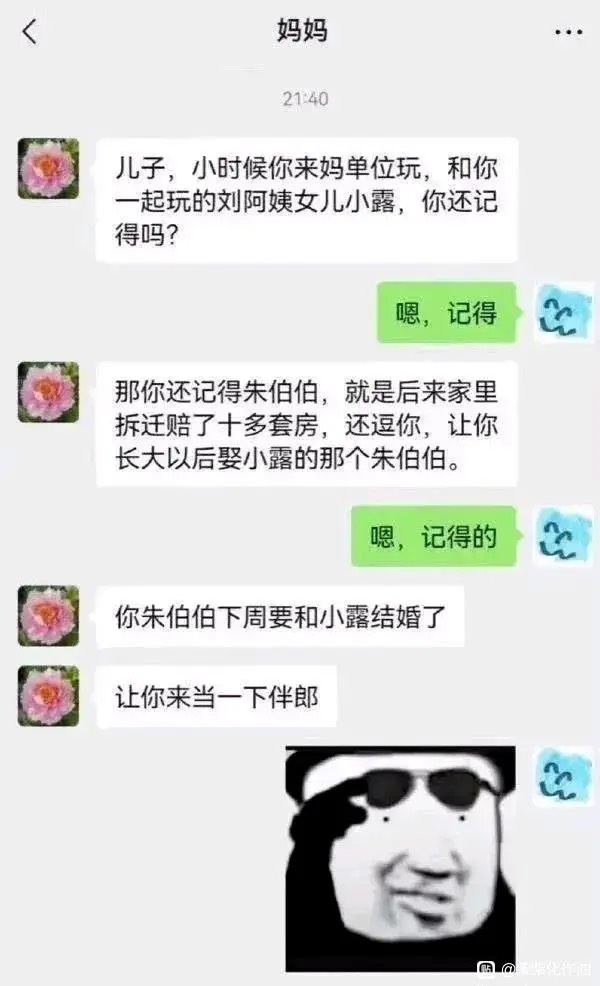 妈妈
21:40
儿子，小时候你来妈单位玩，和你
一起玩的刘阿姨女儿小露，你还记
得吗？
嗯，记得
那你还记得朱伯伯，就是后来家里
拆迁赔了十多套房，还逗你，让你
长大以后娶小露的那个朱伯伯。
嗯，记得的
你朱伯伯下周要和小露结婚了
让你来当一下伴郎